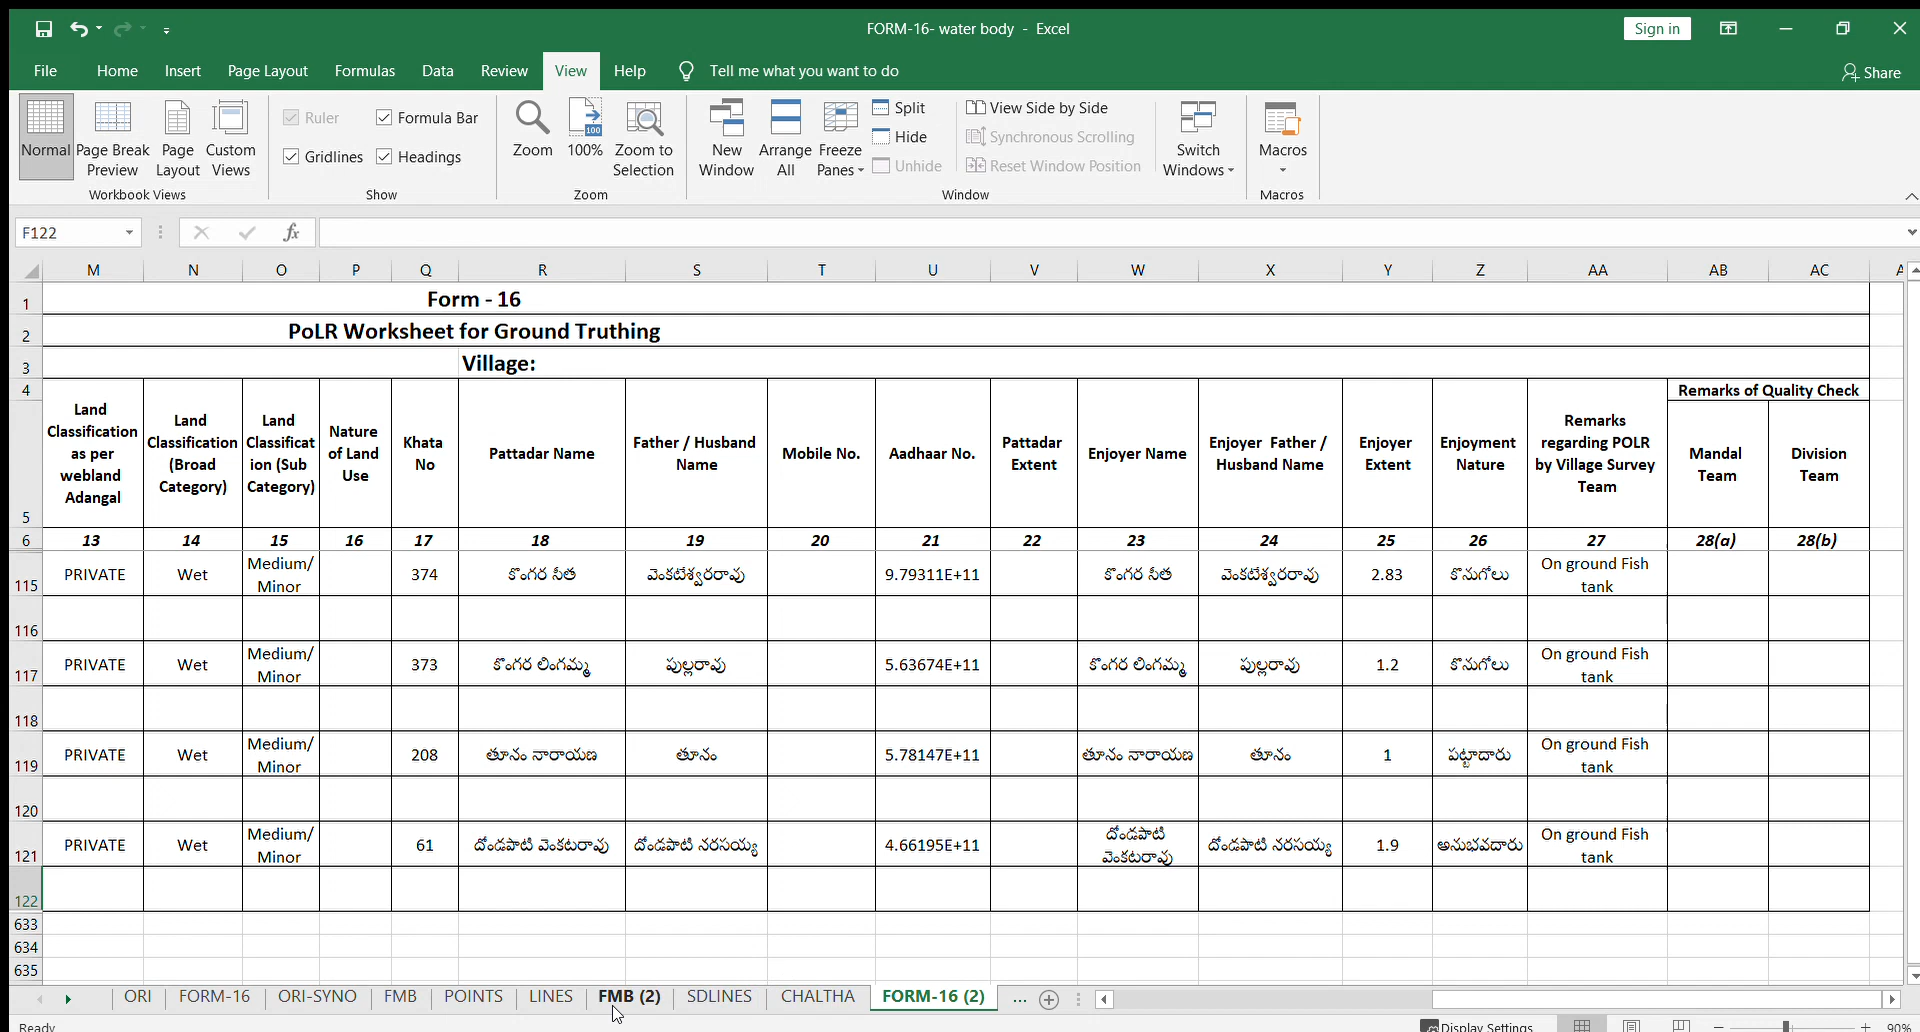 FORM-16- water body - Excel
Sign in
File Home Insert Page Layout Formulas Data Review View Help Tell me what you want to do
Share
Normal Page Break Preview Page Layout Custom Views
Workbook Views
Ruler Formula Bar
Gridlines Headings
Show
Zoom 100% Zoom to Selection
Zoom
New Window Arrange All Freeze Panes
Split
Hide
Unhide
View Side by Side
Synchronous Scrolling
Reset Window Position
Switch Windows
Window
Macros
Macros
F122
fx
M N O P Q R S T U V W X Y Z AA AB AC
1 Form - 16
2 PoLR Worksheet for Ground Truthing
3 Village:
4 Remarks of Quality Check
5 Land Classification as per webland Adangal Land Classification (Broad Category) Land Classificat ion (Sub Category) Nature of Land Use Khata No Pattadar Name Father / Husband Name Mobile No. Aadhaar No. Pattadar Extent Enjoyer Name Enjoyer Father / Husband Name Enjoyer Extent Enjoyment Nature Remarks regarding POLR by Village Survey Team Mandal Team Division Team
6 13 14 15 16 17 18 19 20 21 22 23 24 25 26 27 28(a) 28(b)
115 PRIVATE Wet Medium/ Minor 374 కొంగర సీత వెంకటేశ్వరరావు 9.79311E+11 కొంగర సీత వెంకటేశ్వరరావు 2.83 కొనుగోలు On ground Fish tank
116
117 PRIVATE Wet Medium/ Minor 373 కొంగర లింగమ్మ పుల్లరావు 5.63674E+11 కొంగర లింగమ్మ పుల్లరావు 1.2 కొనుగోలు On ground Fish tank
118
119 PRIVATE Wet Medium/ Minor 208 తూనం నారాయణ తూనం 5.78147E+11 తూనం నారాయణ తూనం 1 పట్టాదారు On ground Fish tank
120
121 PRIVATE Wet Medium/ Minor 61 దోండపాటి వెంకటరావు దోండపాటి నరసయ్య 4.66195E+11 దోండపాటి వెంకటరావు దోండపాటి నరసయ్య 1.9 అనుభవదారు On ground Fish tank
122
633
634
635
ORI FORM-16 ORI-SYNO FMB POINTS LINES FMB (2) SDLINES CHALTHA FORM-16 (2) ...
Ready Display Settings 90%